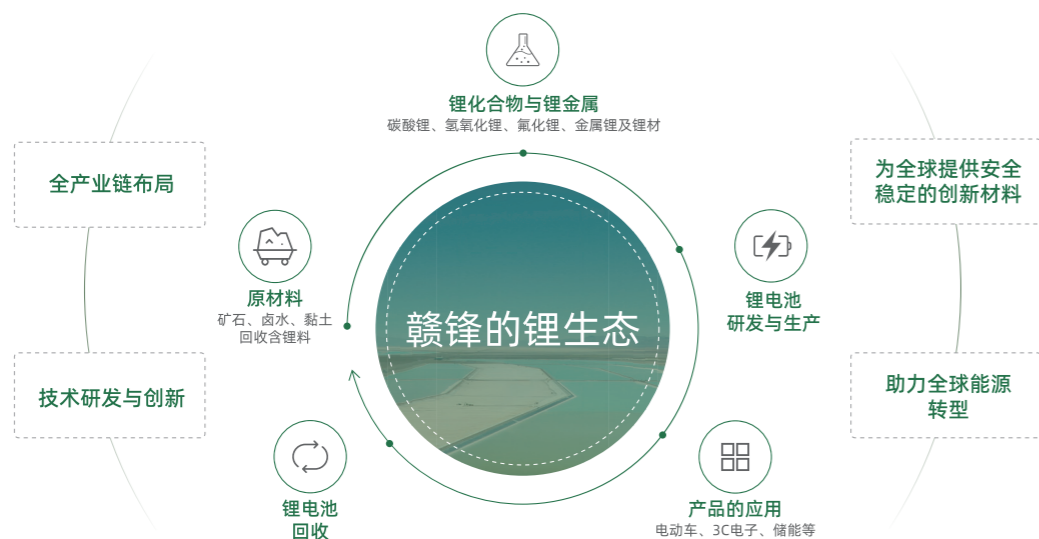 锂化合物与锂金属
碳酸锂、氢氧化锂、氟化锂、金属锂及锂材
全产业链布局
为全球提供安全
稳定的创新材料
原材料
矿石、卤水、黏土
回收含锂料
锂电池
研发与生产
赣锋的锂生态
技术研发与创新
助力全球能源
转型
锂电池
回收
产品的应用
电动车、3C电子、储能等